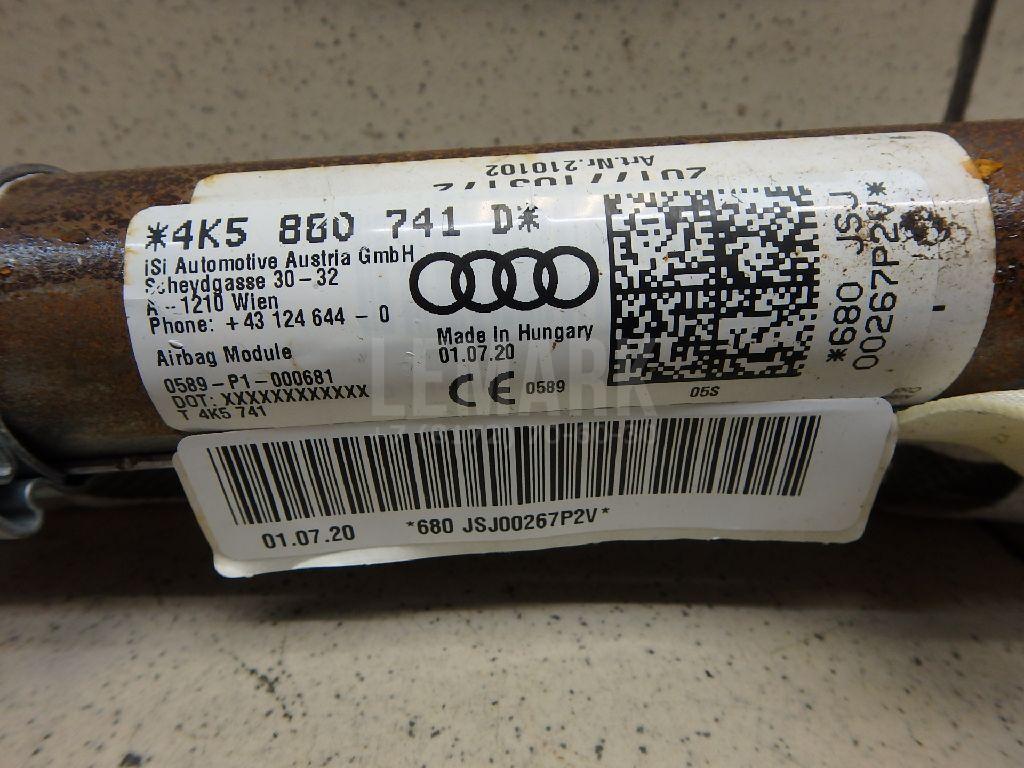 Art.Nr.210102
*4K5 880 741 D*
iSi Automotive Austria GmbH
Scheydgasse 30-32
A-1210 Wien
Phone: +43 124 644 - 0
Airbag Module
0589-P1-000681
DOT: XXXXXXXXXXXX
T 4K5 741
Made in Hungary
01.07.20
CE 0589
05S
*680 JSJ
00267P2V*
LEMARK
01.07.20 *680 JSJ00267P2V*